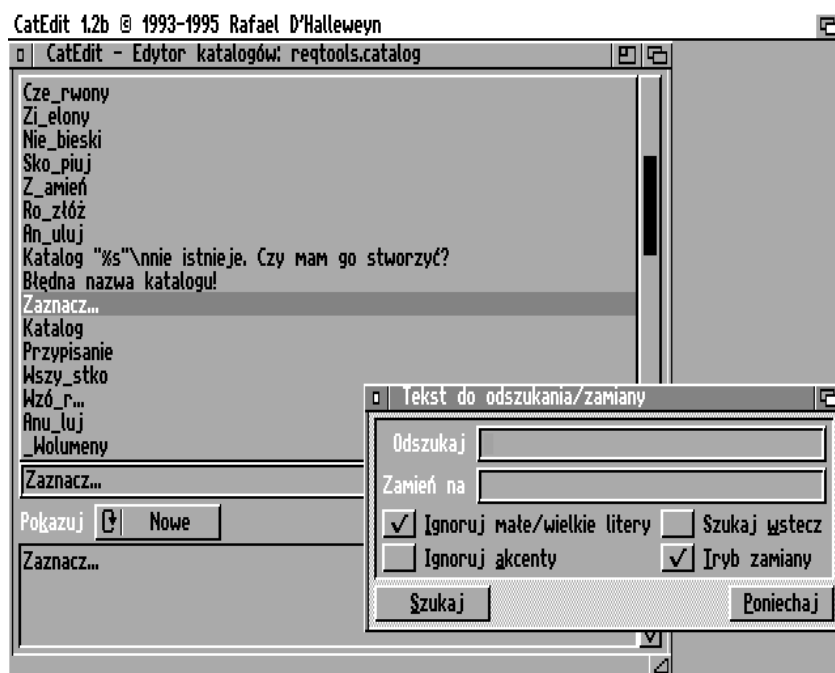 CatEdit 1.2b © 1993-1995 Rafael D'Halleweyn
CatEdit - Edytor katalogów: reqtools.catalog
Cze_rwony
Zi_elony
Nie_bieski
Sko_piuj
Z_amień
Ro_złóż
An_uluj
Katalog "%s"\nnie istnieje. Czy mam go stworzyć?
Błędna nazwa katalogu!
Zaznacz...
Katalog
Przypisanie
Wszy_stko
Wzó_r...
Anu_luj
_Wolumeny
Zaznacz...
Pokazuj Nowe
Zaznacz...
Tekst do odszukania/zamiany
Odszukaj
Zamień na
Ignoruj małe/wielkie litery Szukaj wstecz
Ignoruj akcenty Tryb zamiany
Szukaj Poniechaj